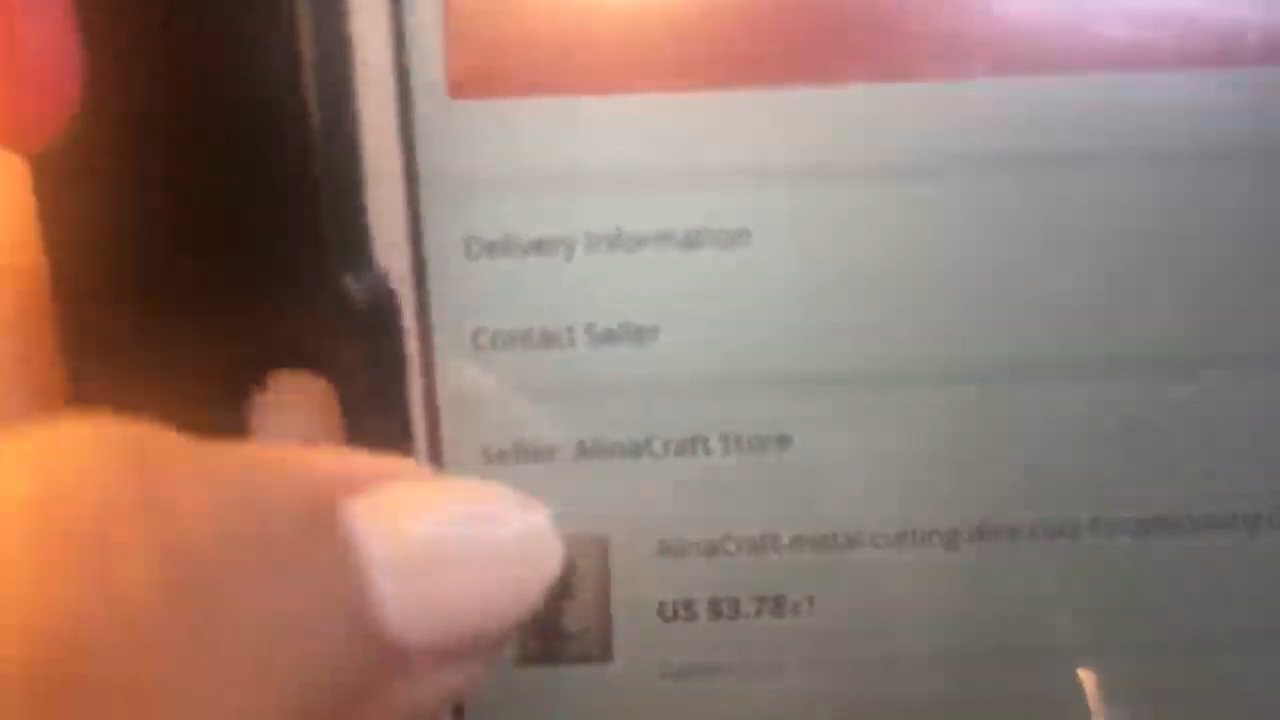 Delivery Information
Contact Seller
Seller: AlinaCraft Store
AlinaCraft metal cutting dies
US $3.78x1